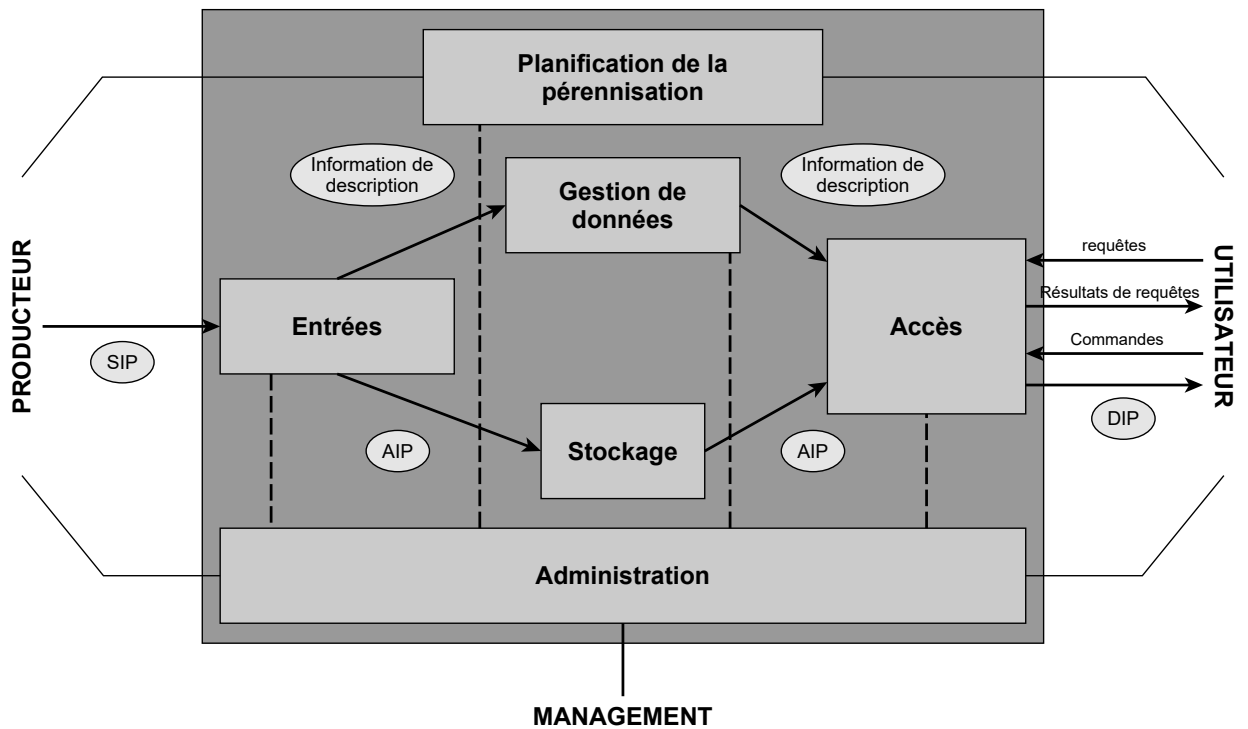 Planification de la
pérennisation
Information de
description
Information de
description
Gestion de
données
PRODUCTEUR
UTILISATEUR
requêtes
Résultats de requêtes
Entrées
Accès
Commandes
SIP
DIP
AIP
Stockage
AIP
Administration
MANAGEMENT